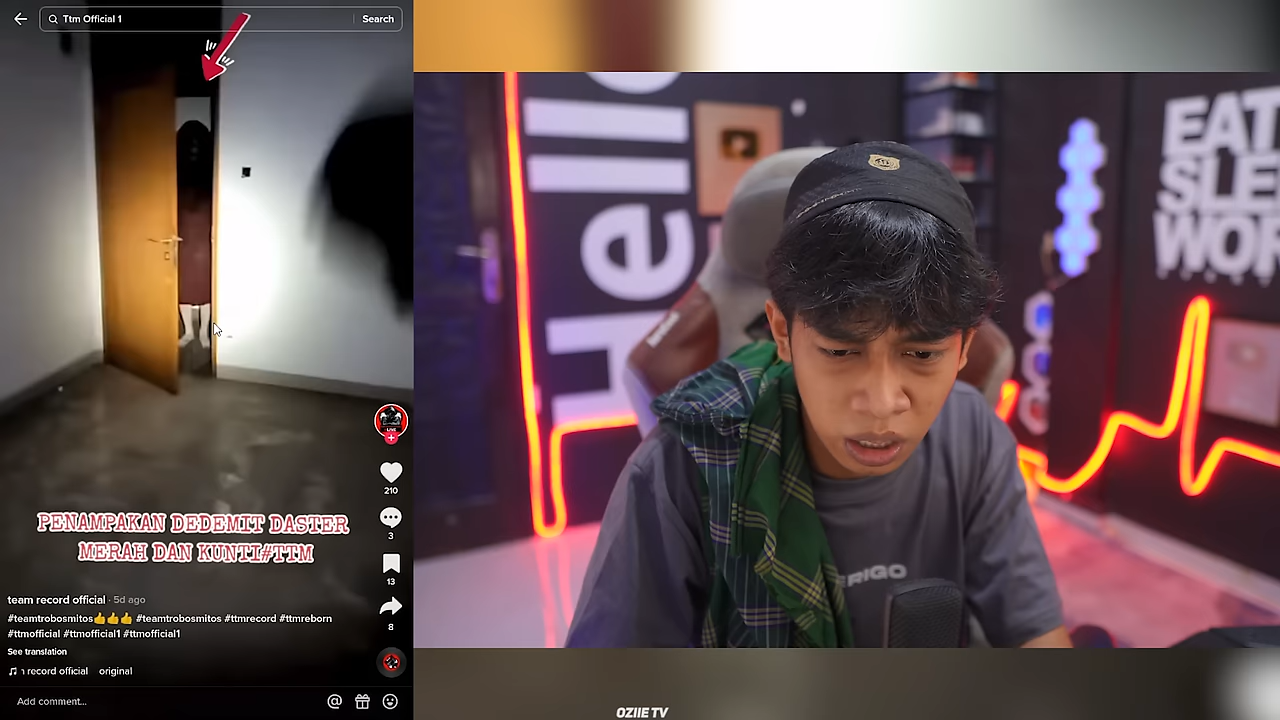 Ttm Official 1
Search
210
3
13
8
PENAMPAKAN DEDEMIT DASTER
MERAH DAN KUNTI#TTM
team record official · 5d ago
#teamtrobosmitos👍👍👍 #teamtrobosmitos #ttmrecord #ttmreborn
#ttmofficial #ttmofficial1 #ttmofficial1
See translation
record official original
Add comment...
Hello
EAT
SLE
WOR
ERIGO
OZIIE TV